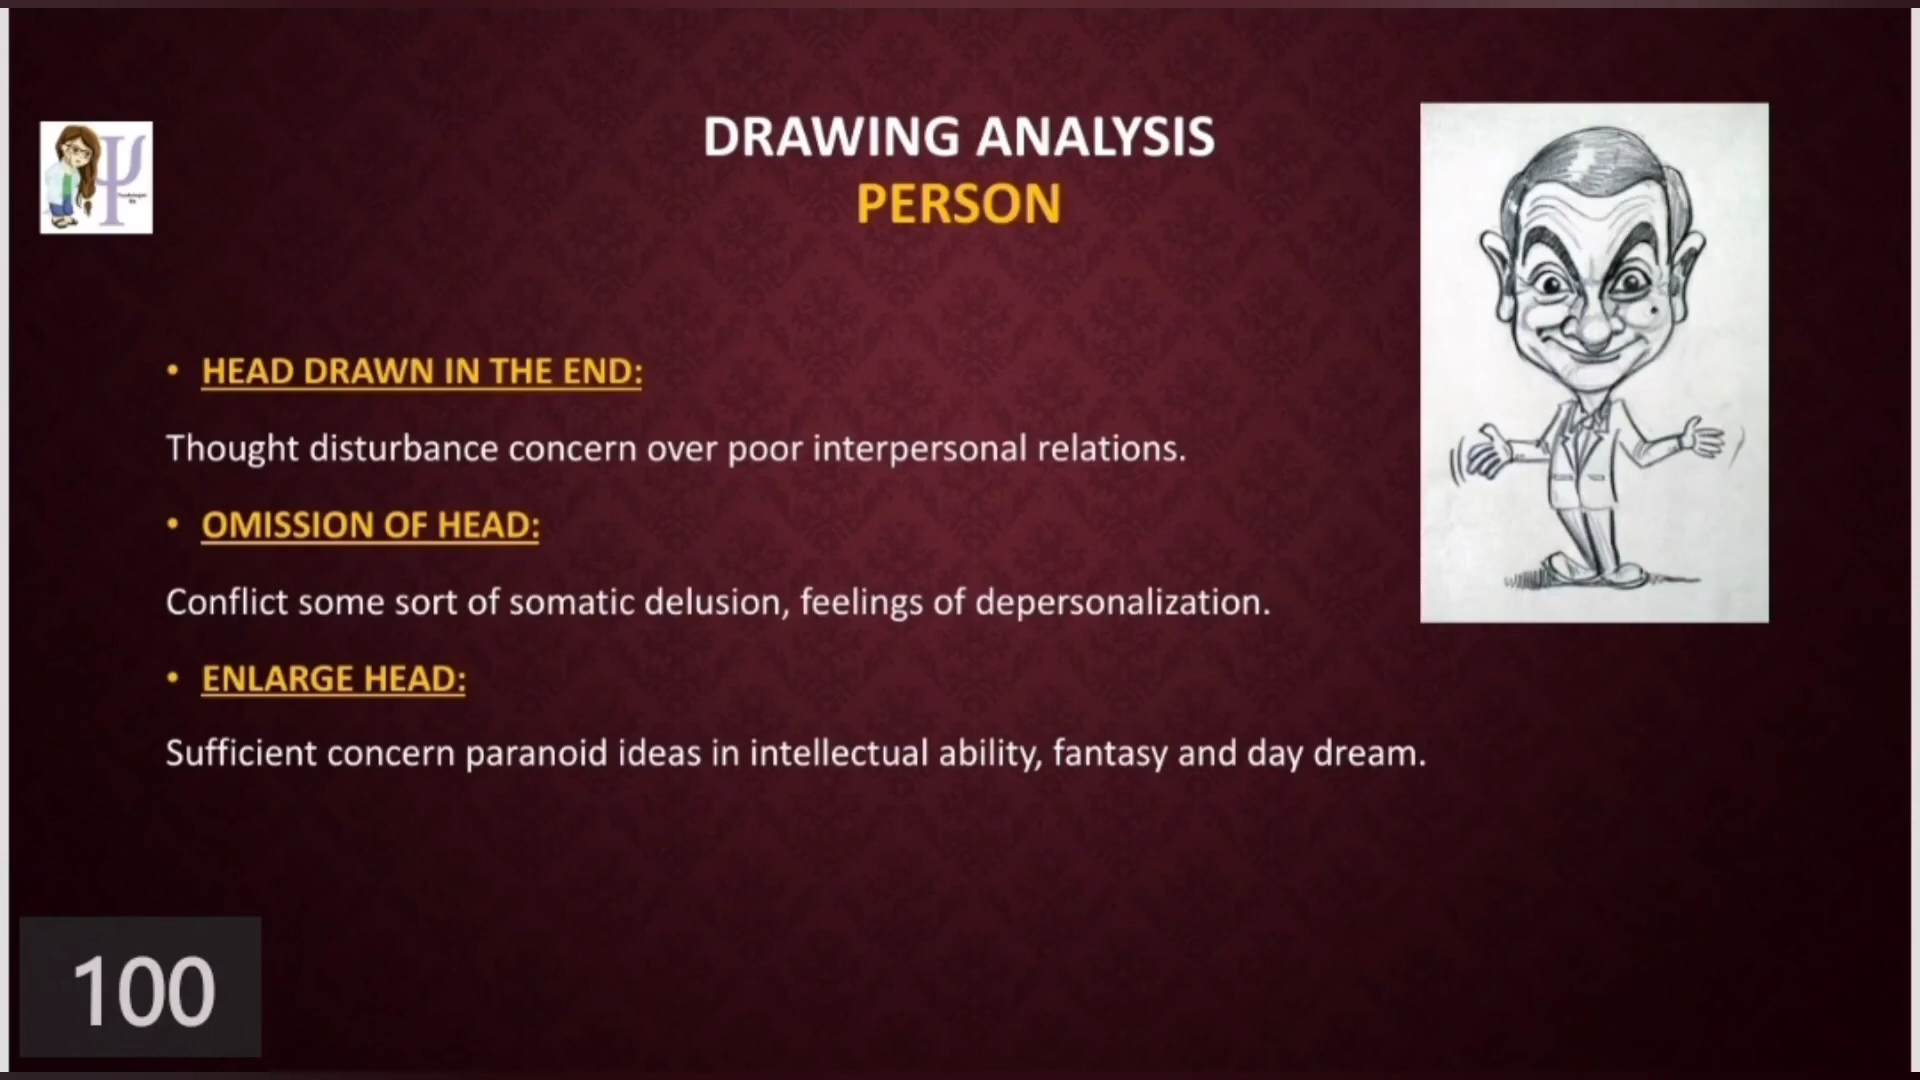 DRAWING ANALYSIS
PERSON
• HEAD DRAWN IN THE END:
Thought disturbance concern over poor interpersonal relations.
• OMISSION OF HEAD:
Conflict some sort of somatic delusion, feelings of depersonalization.
• ENLARGE HEAD:
Sufficient concern paranoid ideas in intellectual ability, fantasy and day dream.
100